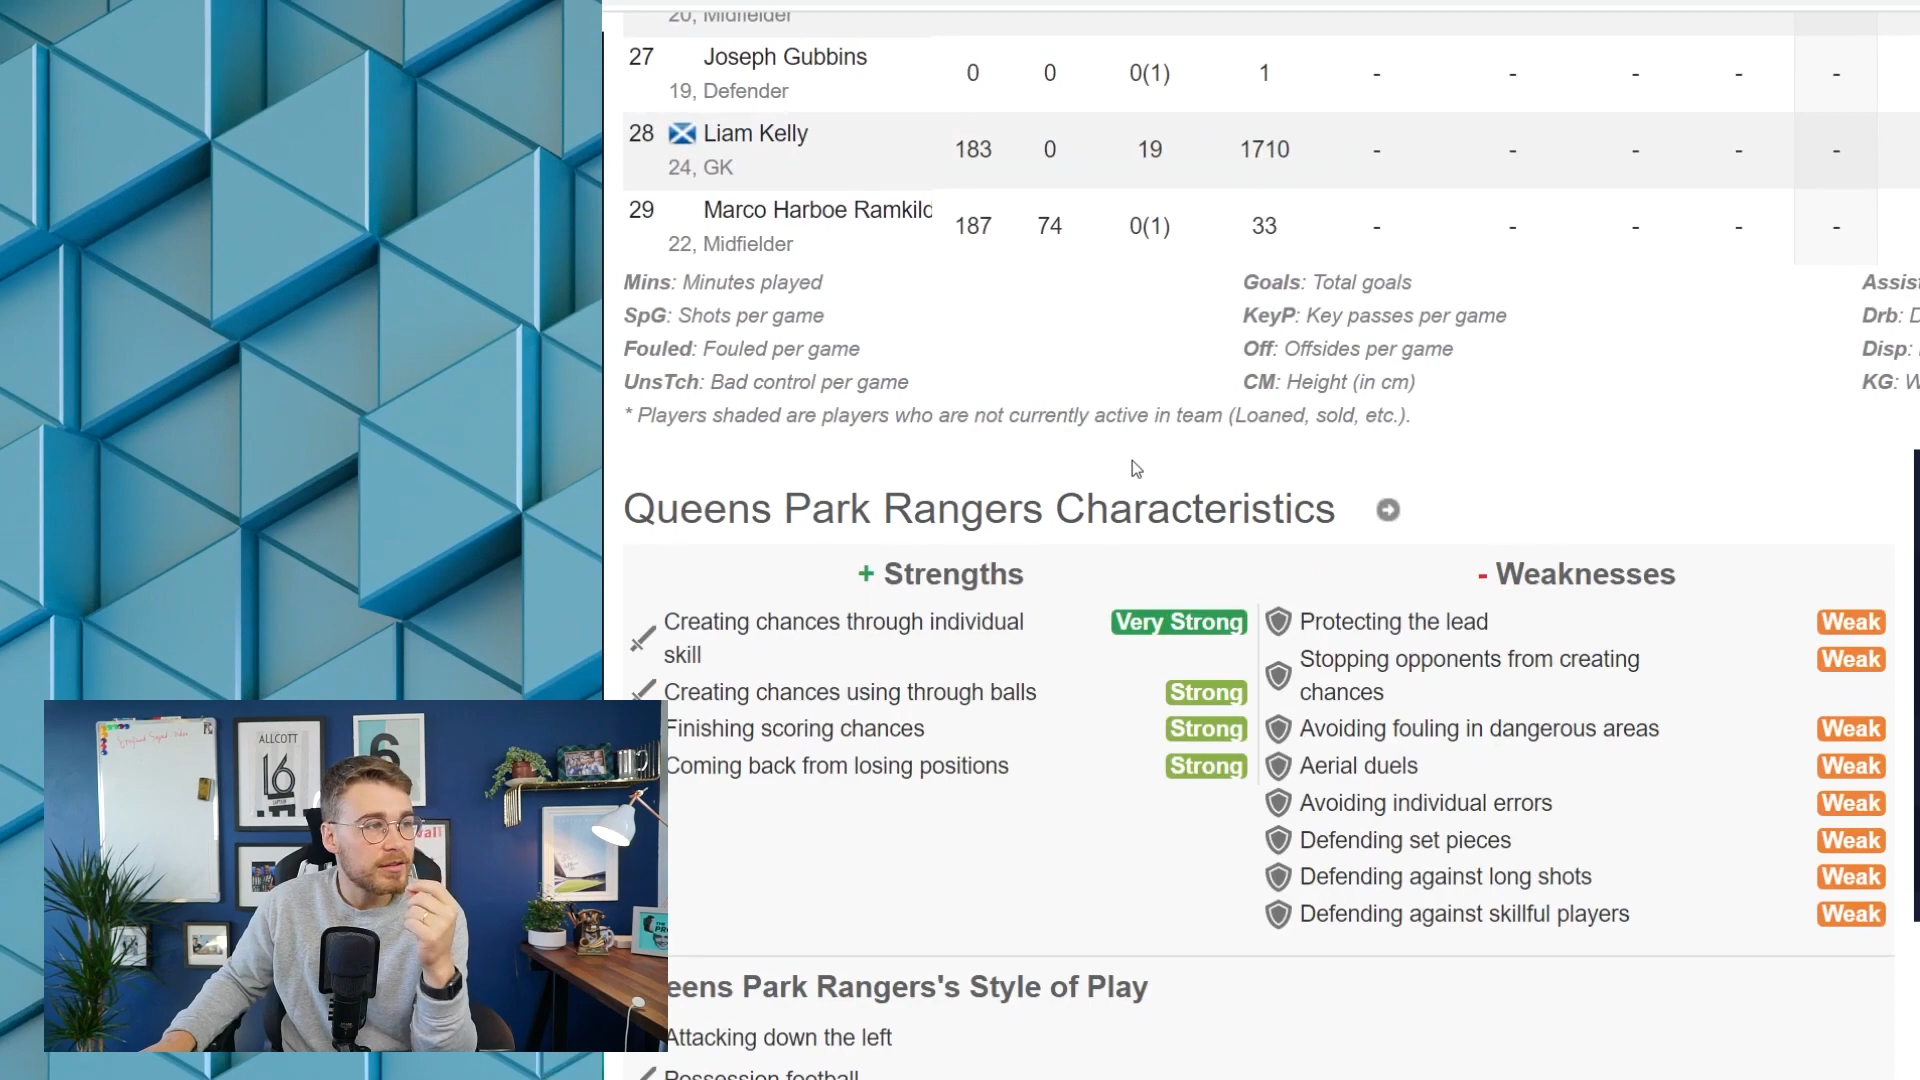 20, Midfielder
27 Joseph Gubbins 0 0 0(1) 1 - - - - -
19, Defender
28 Liam Kelly 183 0 19 1710 - - - - -
24, GK
29 Marco Harboe Ramkild 187 74 0(1) 33 - - - - -
22, Midfielder
Mins: Minutes played Goals: Total goals Assist
SpG: Shots per game KeyP: Key passes per game Drb: D
Fouled: Fouled per game Off: Offsides per game Disp:
UnsTch: Bad control per game CM: Height (in cm) KG: W
* Players shaded are players who are not currently active in team (Loaned, sold, etc.).
Queens Park Rangers Characteristics
+ Strengths - Weaknesses
Creating chances through individual Very Strong
skill
Creating chances using through balls Strong
Finishing scoring chances Strong
Coming back from losing positions Strong
Protecting the lead Weak
Stopping opponents from creating Weak
chances
Avoiding fouling in dangerous areas Weak
Aerial duels Weak
Avoiding individual errors Weak
Defending set pieces Weak
Defending against long shots Weak
Defending against skillful players Weak
eens Park Rangers's Style of Play
Attacking down the left
Possession football
ALLCOTT
16
6